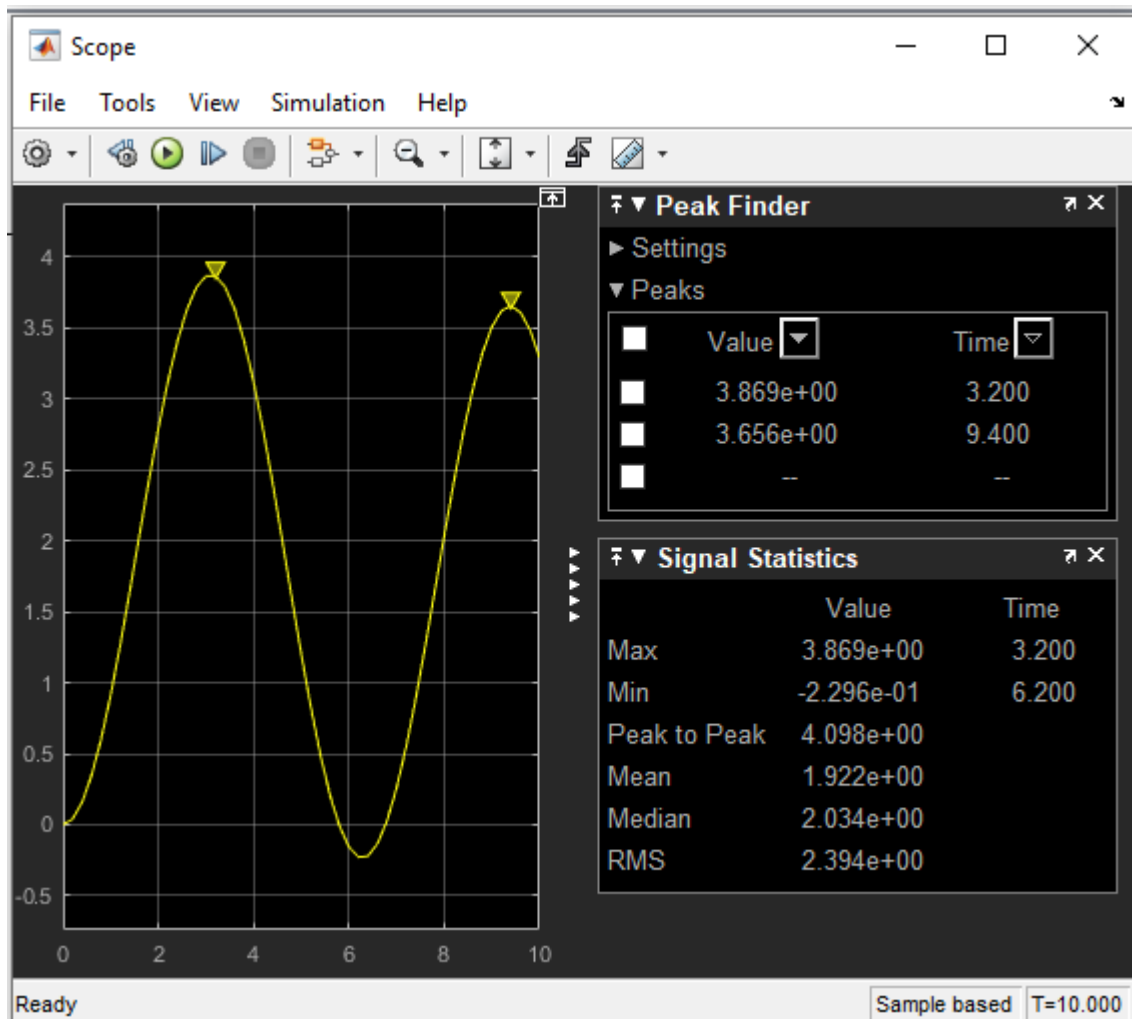 Scope
File Tools View Simulation Help
4
3.5
3
2.5
2
1.5
1
0.5
0
-0.5
0 2 4 6 8 10
Peak Finder
Settings
Peaks
Value Time
3.869e+00 3.200
3.656e+00 9.400
-- --
Signal Statistics
Value Time
Max 3.869e+00 3.200
Min -2.296e-01 6.200
Peak to Peak 4.098e+00
Mean 1.922e+00
Median 2.034e+00
RMS 2.394e+00
Ready Sample based T=10.000